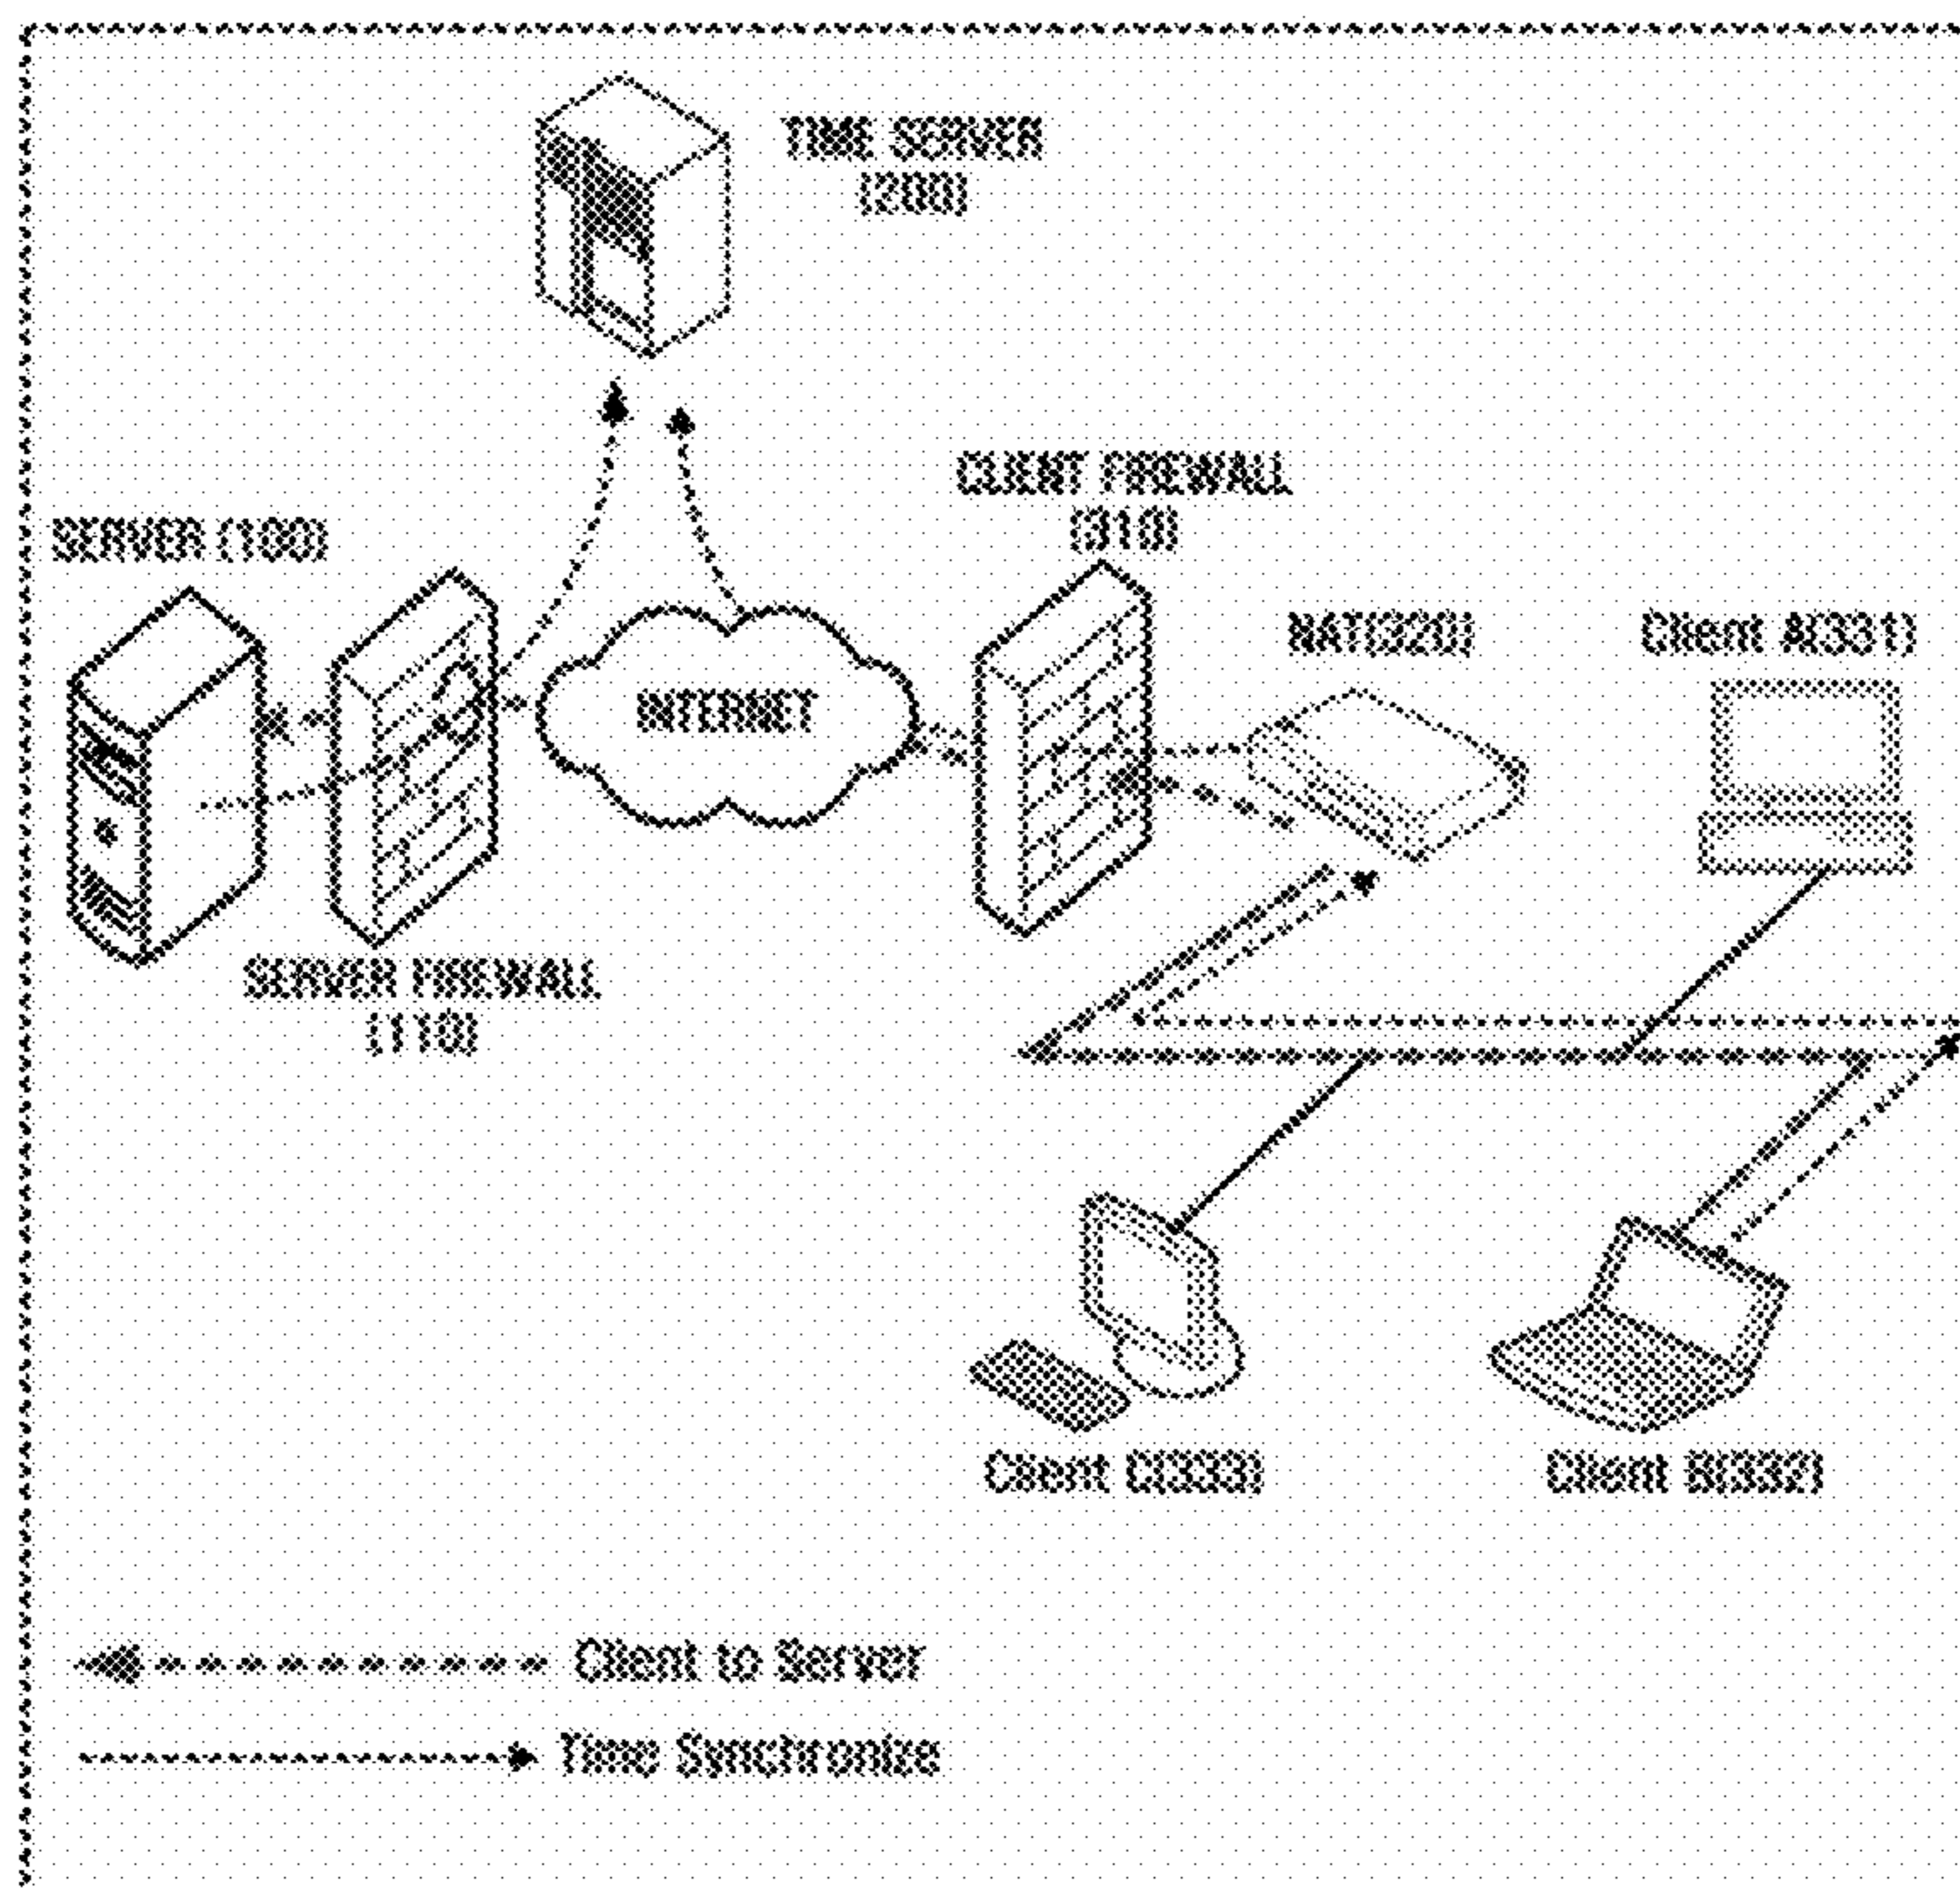 TIME SERVER
(200)
CLIENT FIREWALL
(310)
SERVER (100)
NAT(320)
Client A(331)
INTERNET
SERVER FIREWALL
(110)
Client C(333)
Client B(332)
Client to Server
Time Synchronize